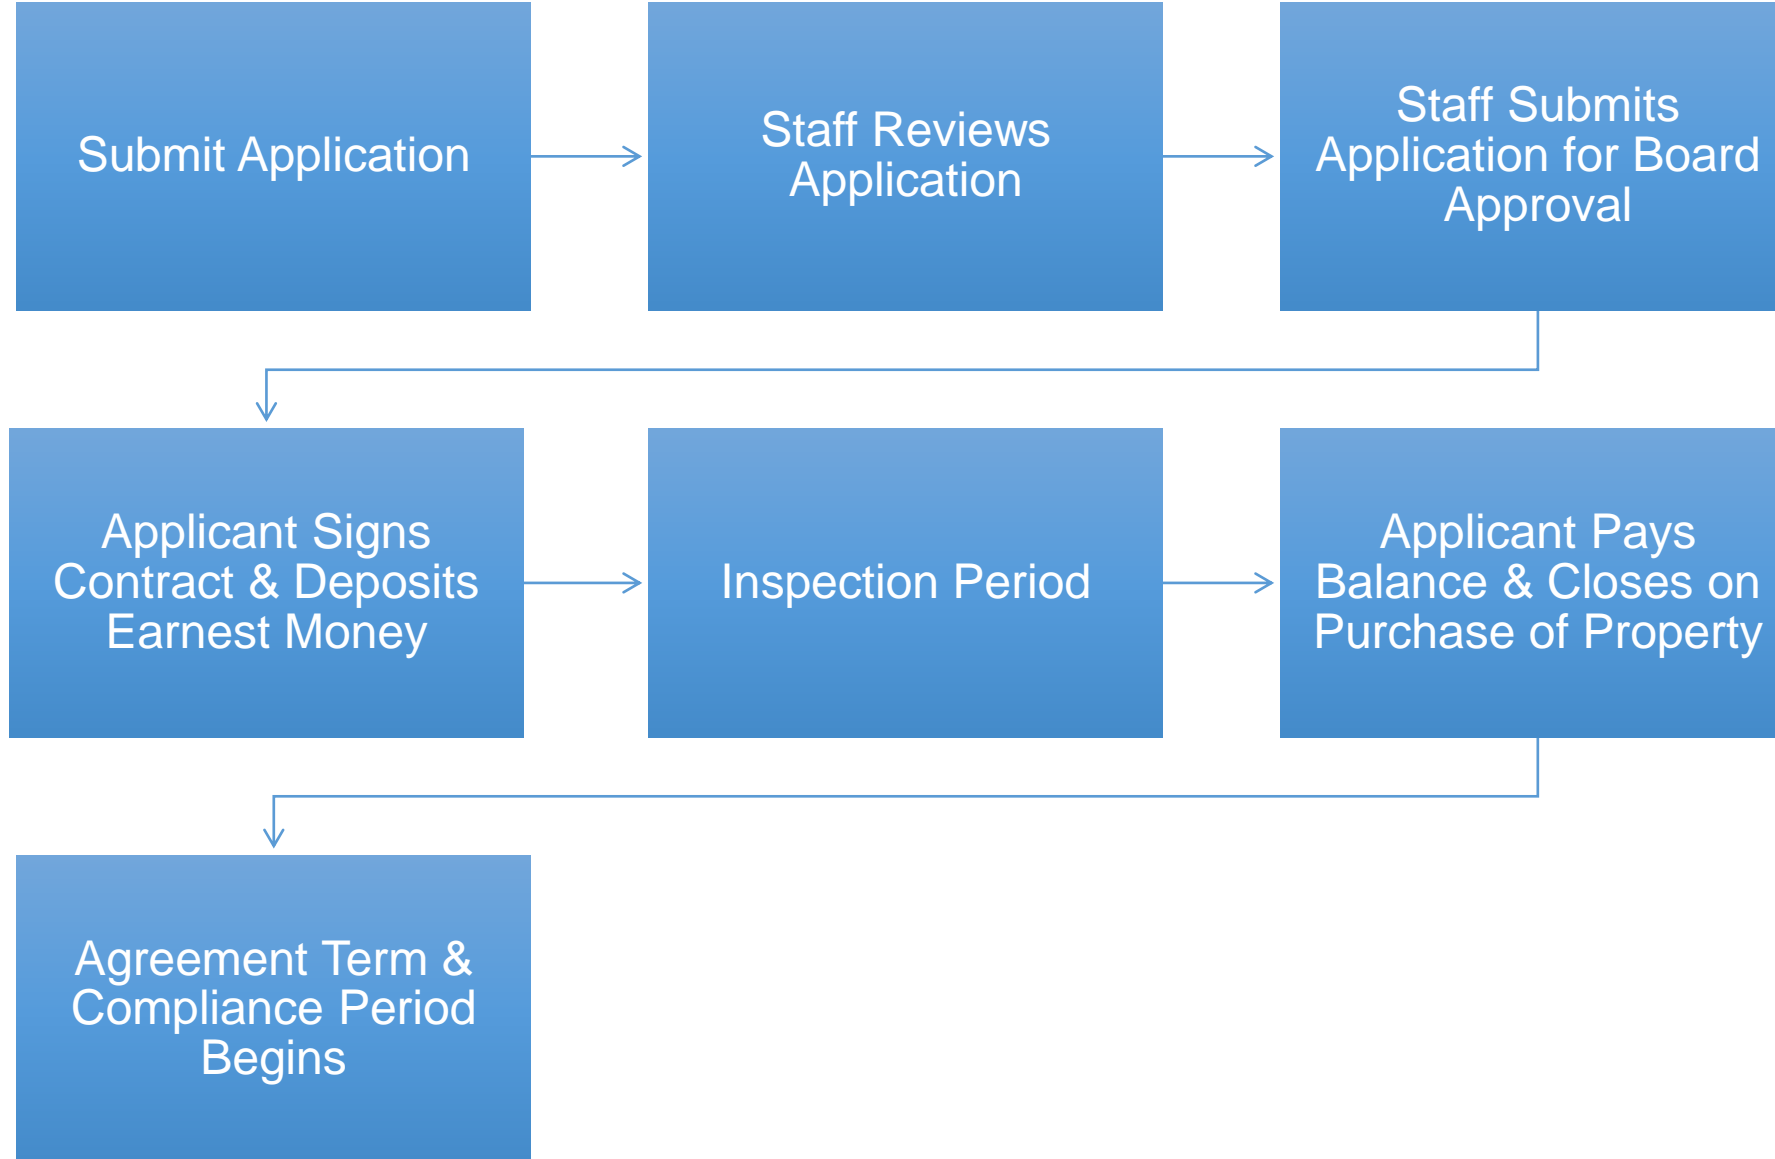 Submit Application
Staff Reviews
Application
Staff Submits
Application for Board
Approval
Applicant Signs
Contract & Deposits
Earnest Money
Inspection Period
Applicant Pays
Balance & Closes on
Purchase of Property
Agreement Term &
Compliance Period
Begins